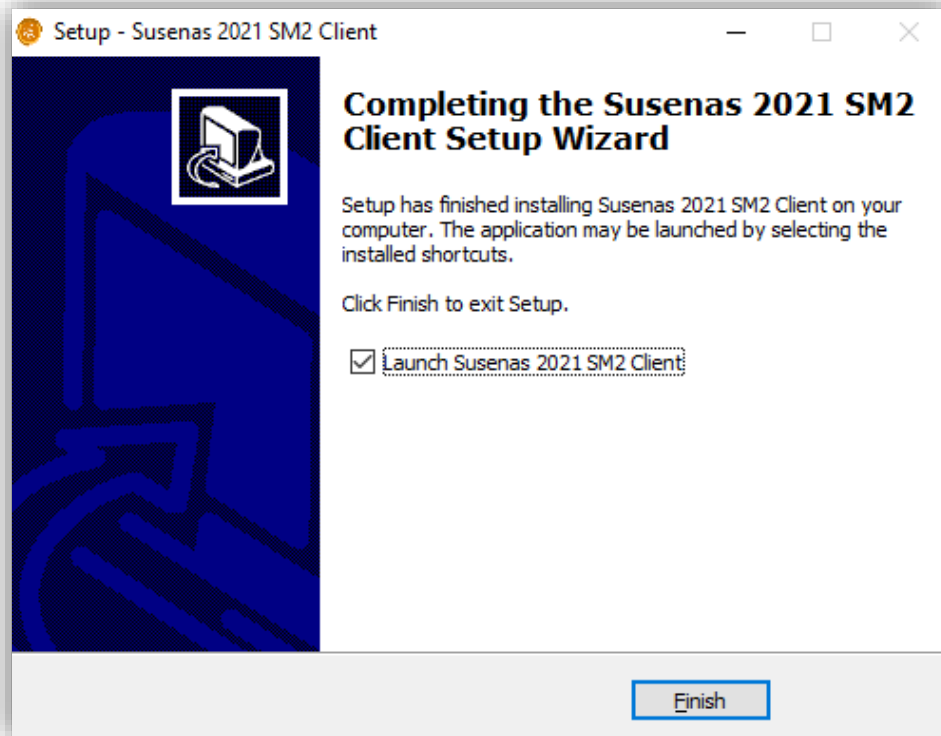 Setup - Susenas 2021 SM2 Client
Completing the Susenas 2021 SM2
Client Setup Wizard
Setup has finished installing Susenas 2021 SM2 Client on your
computer. The application may be launched by selecting the
installed shortcuts.
Click Finish to exit Setup.
Launch Susenas 2021 SM2 Client
Finish